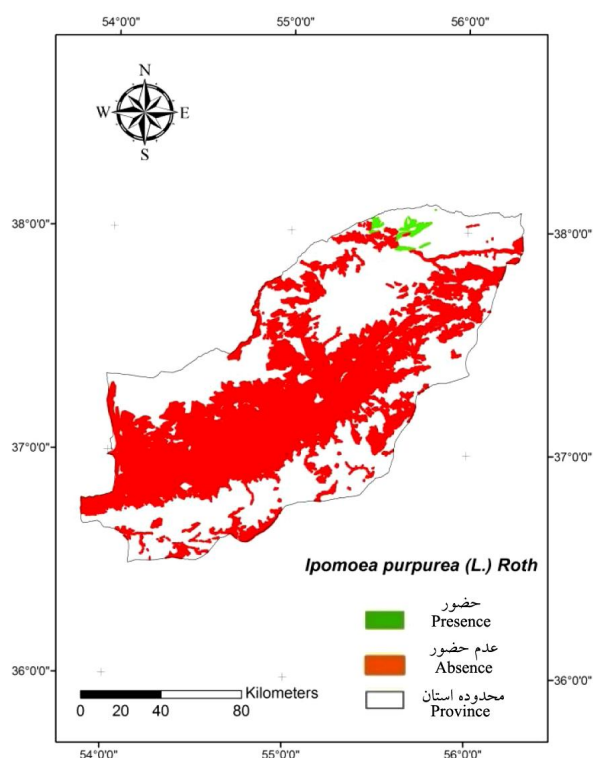 54°0'0" 55°0'0" 56°0'0"
N
W E
S
38°0'0" 38°0'0"
37°0'0" 37°0'0"
Ipomoea purpurea (L.) Roth
حضور
Presence
عدم حضور
Absence
36°0'0" 36°0'0"
محدوده استان
Province
Kilometers
0 20 40 80
54°0'0" 55°0'0" 56°0'0"